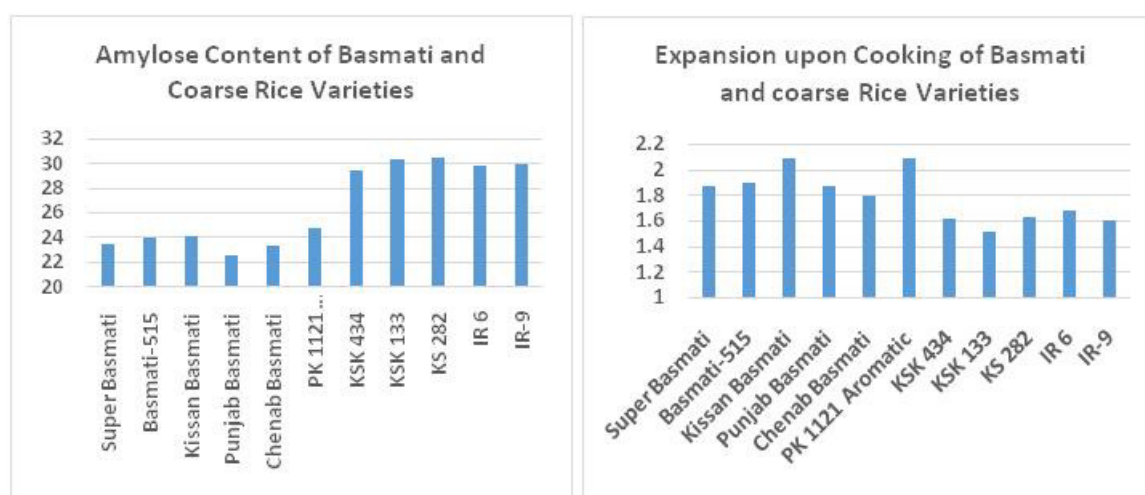 Amylose Content of Basmati and
Coarse Rice Varieties
32
30
28
26
24
22
20
Super Basmati
Basmati-515
Kissan Basmati
Punjab Basmati
Chenab Basmati
PK 1121 ...
KSK 434
KSK 133
KS 282
IR 6
IR-9
Expansion upon Cooking of Basmati
and coarse Rice Varieties
2.2
2
1.8
1.6
1.4
1.2
1
Super Basmati
Basmati-515
Kissan Basmati
Punjab Basmati
Chenab Basmati
PK 1121 Aromatic
KSK 434
KSK 133
KS 282
IR 6
IR-9